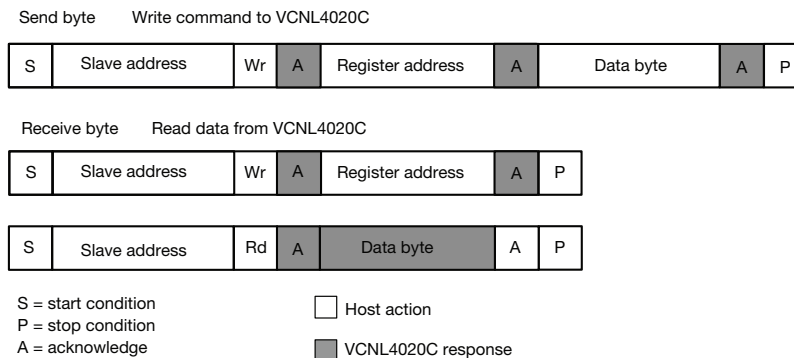 Send byte Write command to VCNL4020C
S Slave address Wr A Register address A Data byte A P
Receive byte Read data from VCNL4020C
S Slave address Wr A Register address A P
S Slave address Rd A Data byte A P
S = start condition
P = stop condition
A = acknowledge
Host action
VCNL4020C response